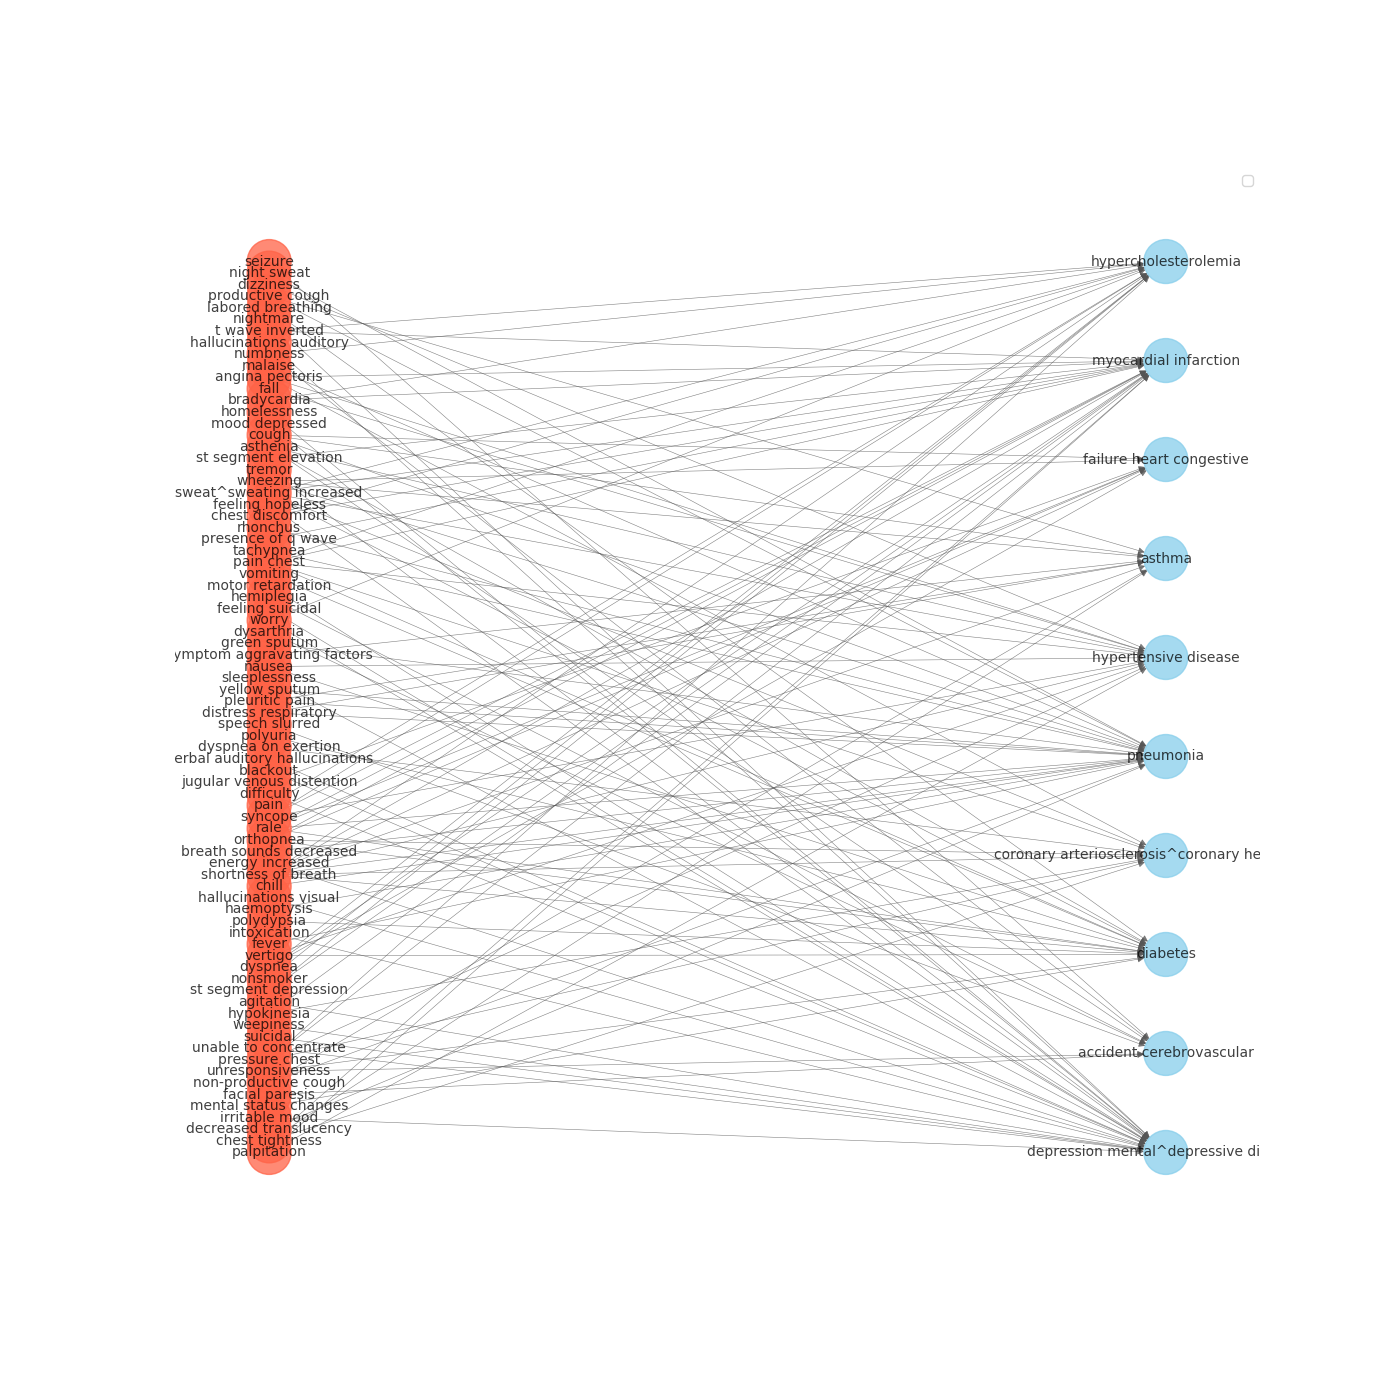 seizure
night sweat
dizziness
productive cough
labored breathing
nightmare
t wave inverted
hallucinations auditory
numbness
malaise
angina pectoris
fall
bradycardia
homelessness
mood depressed
cough
asthenia
st segment elevation
tremor
wheezing
sweat^sweating increased
feeling hopeless
chest discomfort
rhonchus
presence of q wave
tachypnea
pain chest
vomiting
motor retardation
hemiplegia
feeling suicidal
worry
dysarthria
green sputum
ymptom aggravating factors
nausea
sleeplessness
yellow sputum
pleuritic pain
distress respiratory
speech slurred
polyuria
dyspnea on exertion
erbal auditory hallucinations
blackout
jugular venous distention
difficulty
pain
syncope
rale
orthopnea
breath sounds decreased
energy increased
shortness of breath
chill
hallucinations visual
haemoptysis
polydypsia
intoxication
fever
vertigo
dyspnea
nonsmoker
st segment depression
agitation
hypokinesia
weepiness
suicidal
unable to concentrate
pressure chest
unresponsiveness
non-productive cough
facial paresis
mental status changes
irritable mood
decreased translucency
chest tightness
palpitation
hypercholesterolemia
myocardial infarction
failure heart congestive
asthma
hypertensive disease
pneumonia
coronary arteriosclerosis^coronary he
diabetes
accident cerebrovascular
depression mental^depressive di